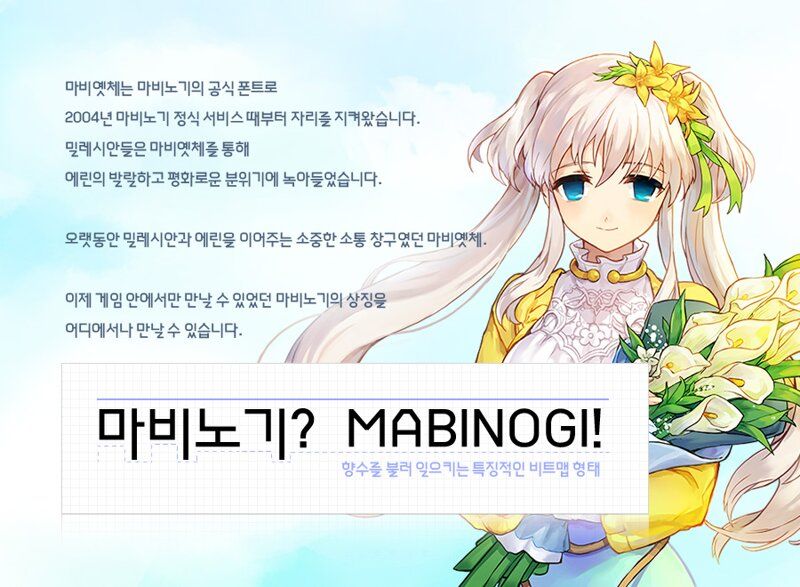 마비옛체는 마비노기의 공식 폰트로
2004년 마비노기 정식 서비스 때부터 자리를 지켜왔습니다.
밀레시안들은 마비옛체를 통해
에린의 발랄하고 평화로운 분위기에 녹아들었습니다.
오랫동안 밀레시안과 에린을 이어주는 소중한 소통 창구였던 마비옛체.
이제 게임 안에서만 만날 수 있었던 마비노기의 상징을
어디에서나 만날 수 있습니다.
마비노기? MABINOGI!
향수를 불러 일으키는 특징적인 비트맵 형태